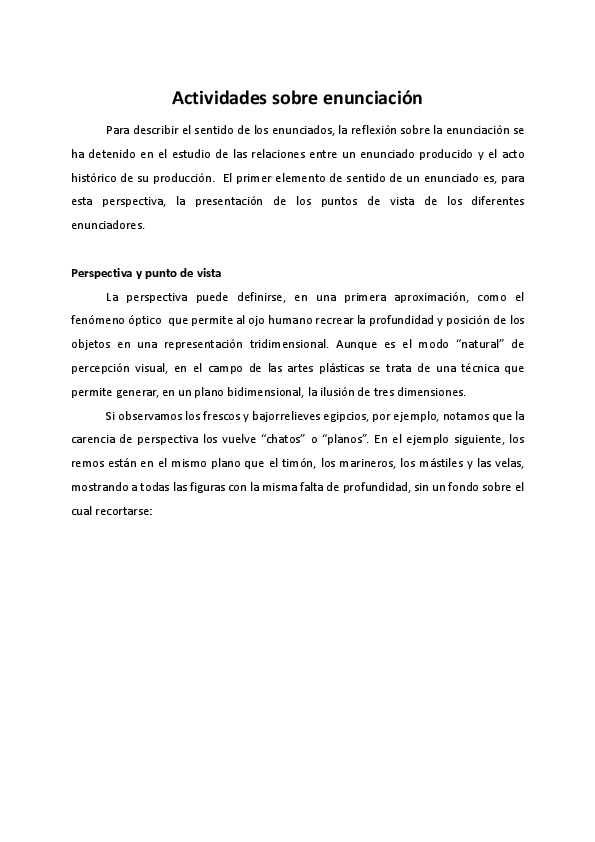 Actividades sobre enunciación
Para describir el sentido de los enunciados, la reflexión sobre la enunciación se
ha detenido en el estudio de las relaciones entre un enunciado producido y el acto
histórico de su producción.  El primer elemento de sentido de un enunciado es, para
esta perspectiva, la presentación de los puntos de vista de los diferentes
enunciadores.
Perspectiva y punto de vista
La perspectiva puede definirse, en una primera aproximación, como el
fenómeno óptico  que permite al ojo humano recrear la profundidad y posición de los
objetos en una representación tridimensional. Aunque es el modo “natural” de
percepción visual, en el campo de las artes plásticas se trata de una técnica que
permite generar, en un plano bidimensional, la ilusión de tres dimensiones.
Si observamos los frescos y bajorrelieves egipcios, por ejemplo, notamos que la
carencia de perspectiva los vuelve “chatos” o “planos”. En el ejemplo siguiente, los
remos están en el mismo plano que el timón, los marineros, los mástiles y las velas,
mostrando a todas las figuras con la misma falta de profundidad, sin un fondo sobre el
cual recortarse: